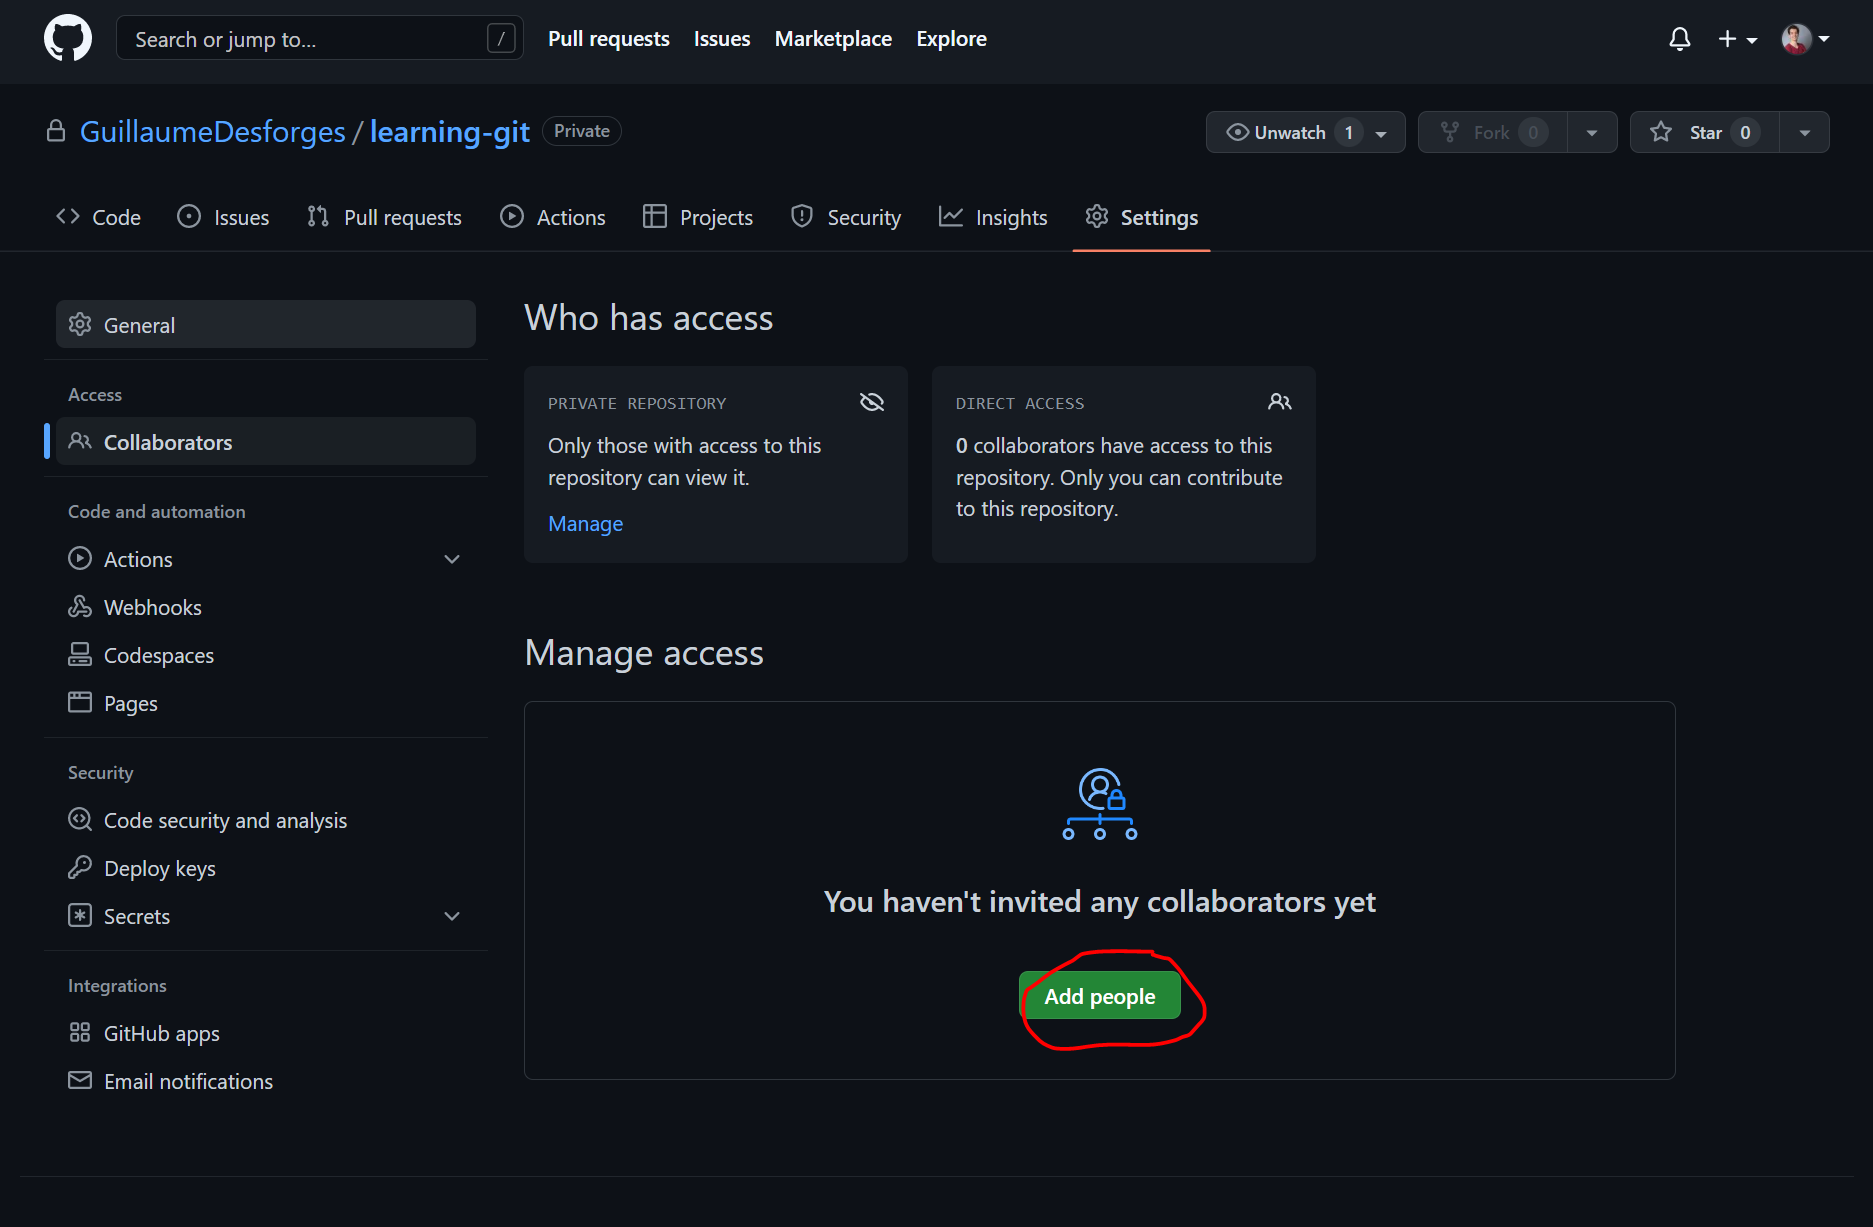 Search or jump to... /
Pull requests Issues Marketplace Explore
GuillaumeDesforges / learning-git Private
Unwatch 1
Fork 0
Star 0
Code
Issues
Pull requests
Actions
Projects
Security
Insights
Settings
General
Access
Collaborators
Code and automation
Actions
Webhooks
Codespaces
Pages
Security
Code security and analysis
Deploy keys
Secrets
Integrations
GitHub apps
Email notifications
Who has access
PRIVATE REPOSITORY
Only those with access to this
repository can view it.
Manage
DIRECT ACCESS
0 collaborators have access to this
repository. Only you can contribute
to this repository.
Manage access
You haven't invited any collaborators yet
Add people